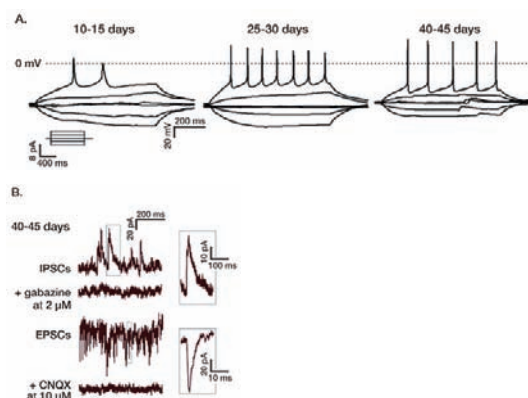 A.
10-15 days 25-30 days 40-45 days
0 mV
8 pA
400 ms
20 mV
200 ms
B.
40-45 days
20 pA
200 ms
IPSCs
10 pA
100 ms
+ gabazine
at 2 µM
EPSCs
20 pA
10 ms
+ CNQX
at 10 µM